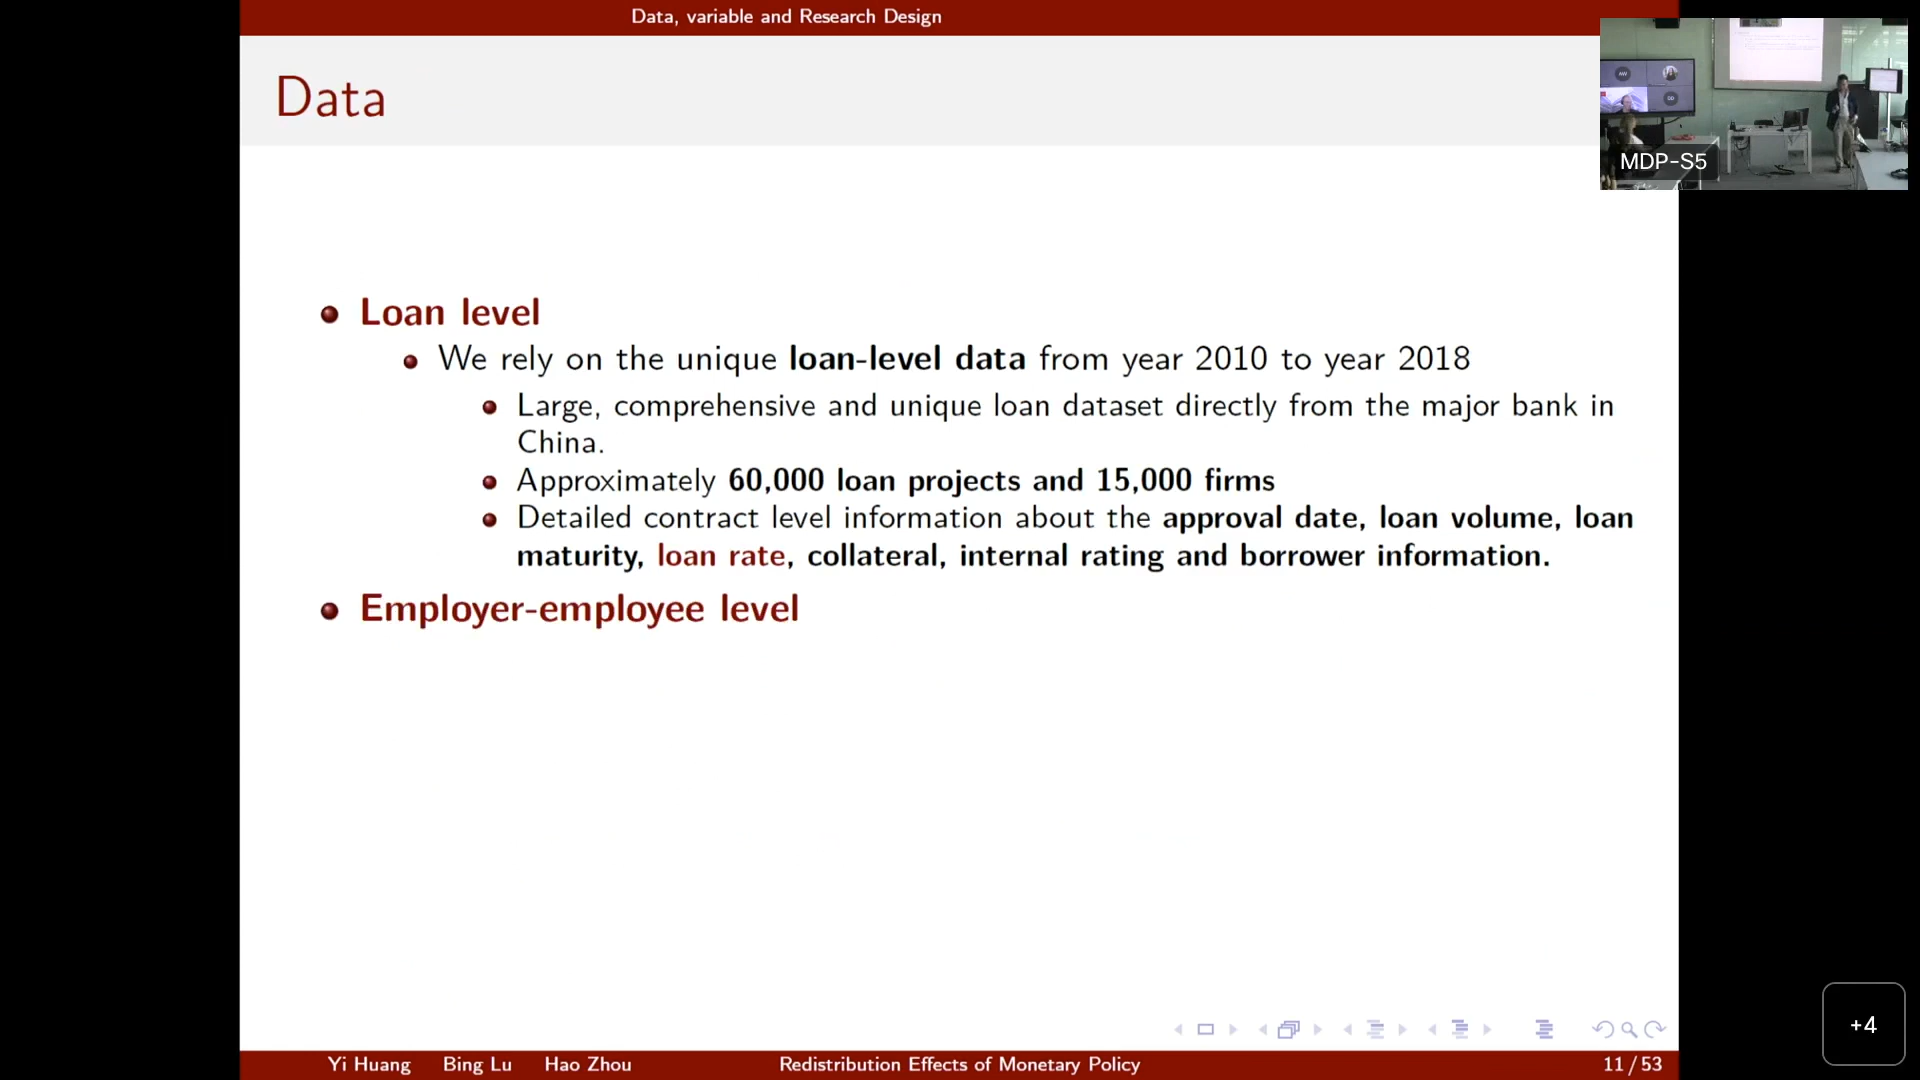 Data, variable and Research Design
Data
MDP-S5
Loan level
We rely on the unique loan-level data from year 2010 to year 2018
Large, comprehensive and unique loan dataset directly from the major bank in
China.
Approximately 60,000 loan projects and 15,000 firms
Detailed contract level information about the approval date, loan volume, loan
maturity, loan rate, collateral, internal rating and borrower information.
Employer-employee level
+4
Yi Huang Bing Lu Hao Zhou Redistribution Effects of Monetary Policy 11 / 53